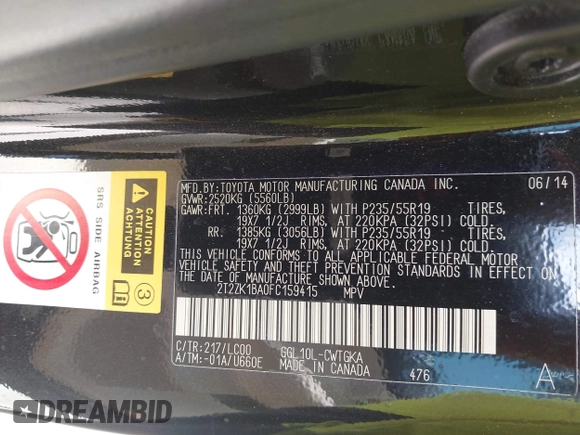 MFD.BY:TOYOTA MOTOR MANUFACTURING CANADA INC. 06/14
GVWR:2520KG (5560LB)
GAWR:FRT. 1360KG (2999LB) WITH P235/55R19 TIRES,
19X 7 1/2J RIMS, AT 220KPA (32PSI) COLD
RR. 1385KG (3056LB) WITH P235/55R19 TIRES,
19X7 1/2J RIMS, AT 220KPA (32PSI) COLD
THIS VEHICLE CONFORMS TO ALL APPLICABLE FEDERAL MOTOR
VEHICLE SAFETY AND THEFT PREVENTION STANDARDS IN EFFECT ON
THE DATE OF MANUFACTURE SHOWN ABOVE.
2T2ZK1BA0FC159415 MPV
C/TR:217/LC00 GGL10L-CWTGKA
A/TM:-01A/U660E MADE IN CANADA 476 A
SRS SIDE AIRBAG
CAUTION
ATTENTION
ACHTUNG
3
DREAMBID